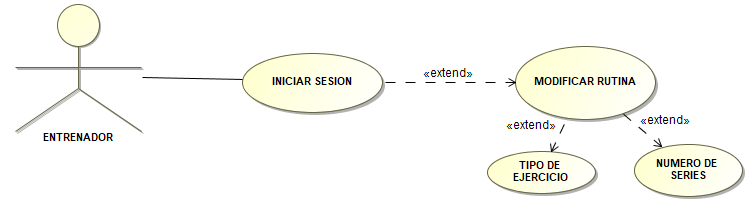 ENTRENADOR
INICIAR SESION
«extend»
MODIFICAR RUTINA
«extend»
«extend»
TIPO DE
EJERCICIO
NUMERO DE
SERIES